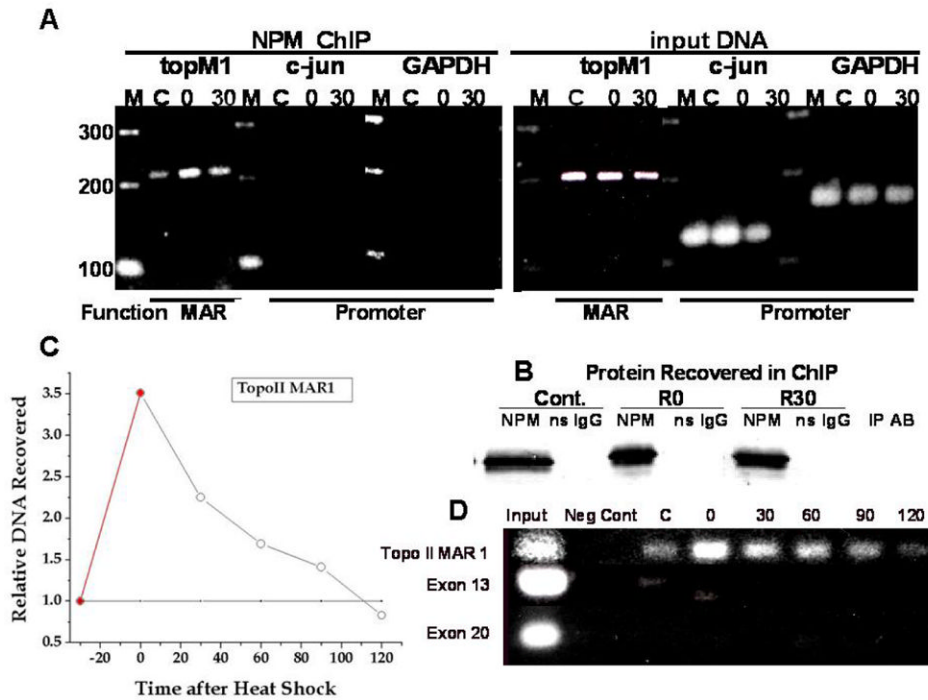 A
NPM ChIP
input DNA
topM1 c-jun GAPDH
topM1 c-jun GAPDH
M C 0 30 M C 0 30 M C 0 30
M C 0 30 M C 0 30 C 0 30
300
200
100
Function MAR Promoter
MAR Promoter
C
TopoII MAR1
Relative DNA Recovered
3.5
3.0
2.5
2.0
1.5
1.0
0.5
-20 0 20 40 60 80 100 120
Time after Heat Shock
B
Protein Recovered in ChIP
Cont. R0 R30
NPM ns IgG NPM ns IgG NPM ns IgG IP AB
D
Input Neg Cont C 0 30 60 90 120
Topo II MAR 1
Exon 13
Exon 20